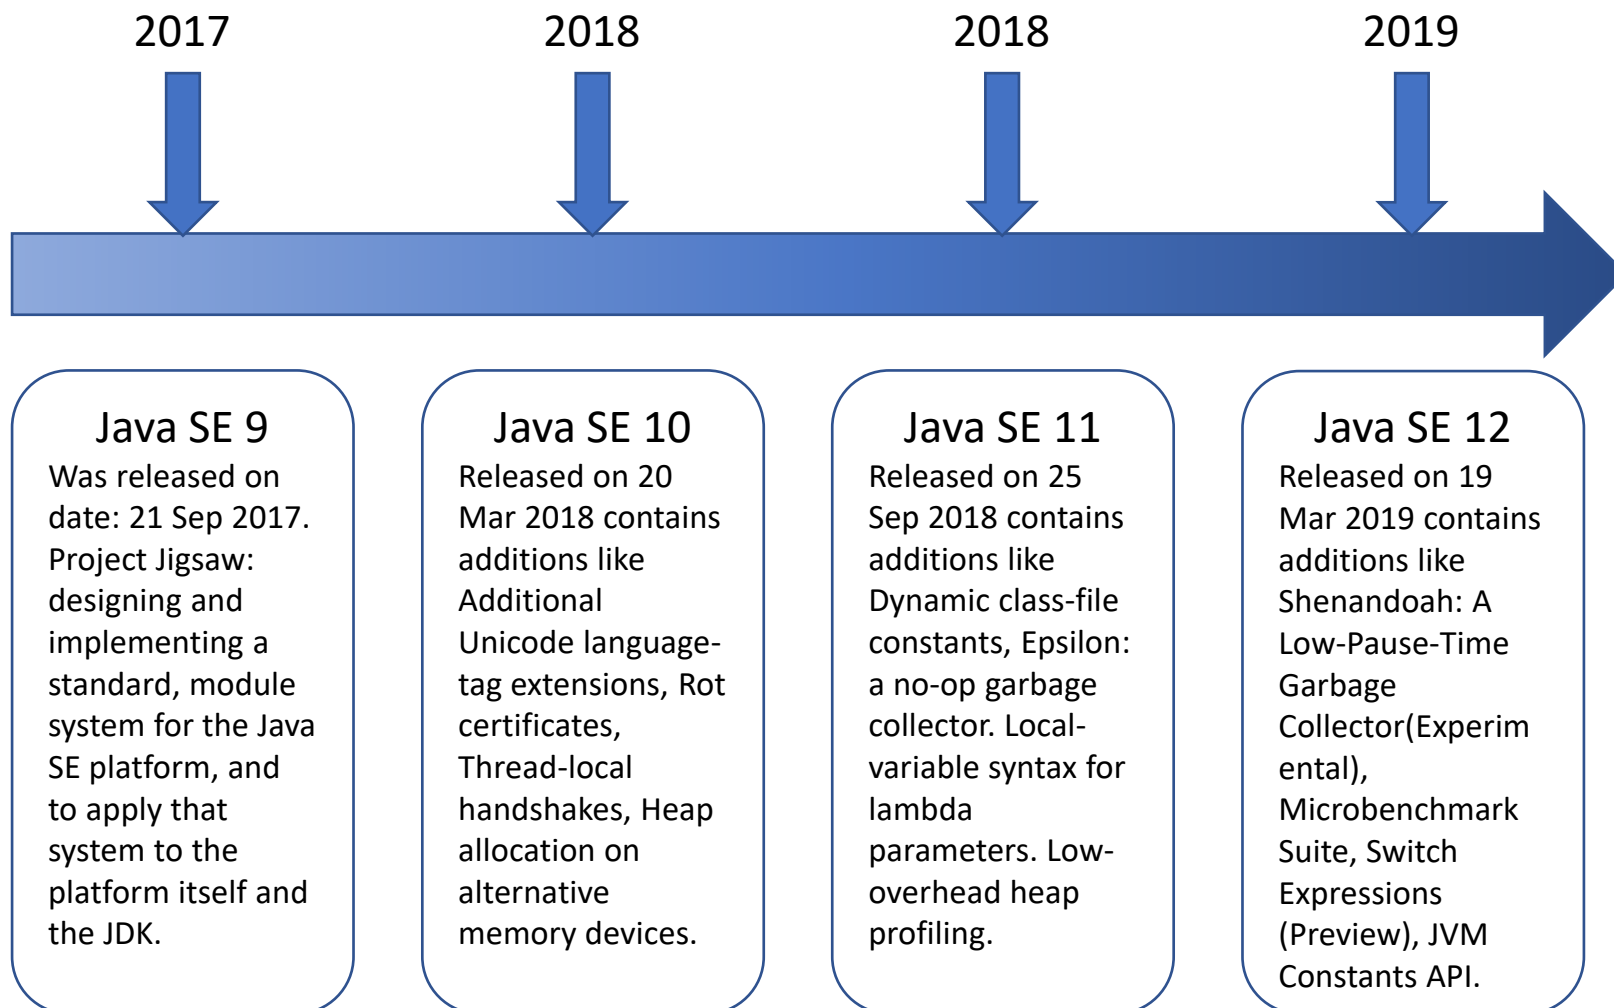 2017
2018
2018
2019
Java SE 9
Was released on
date: 21 Sep 2017.
Project Jigsaw:
designing and
implementing a
standard, module
system for the Java
SE platform, and
to apply that
system to the
platform itself and
the JDK.
Java SE 10
Released on 20
Mar 2018 contains
additions like
Additional
Unicode language-
tag extensions, Rot
certificates,
Thread-local
handshakes, Heap
allocation on
alternative
memory devices.
Java SE 11
Released on 25
Sep 2018 contains
additions like
Dynamic class-file
constants, Epsilon:
a no-op garbage
collector. Local-
variable syntax for
lambda
parameters. Low-
overhead heap
profiling.
Java SE 12
Released on 19
Mar 2019 contains
additions like
Shenandoah: A
Low-Pause-Time
Garbage
Collector(Experim
ental),
Microbenchmark
Suite, Switch
Expressions
(Preview), JVM
Constants API.